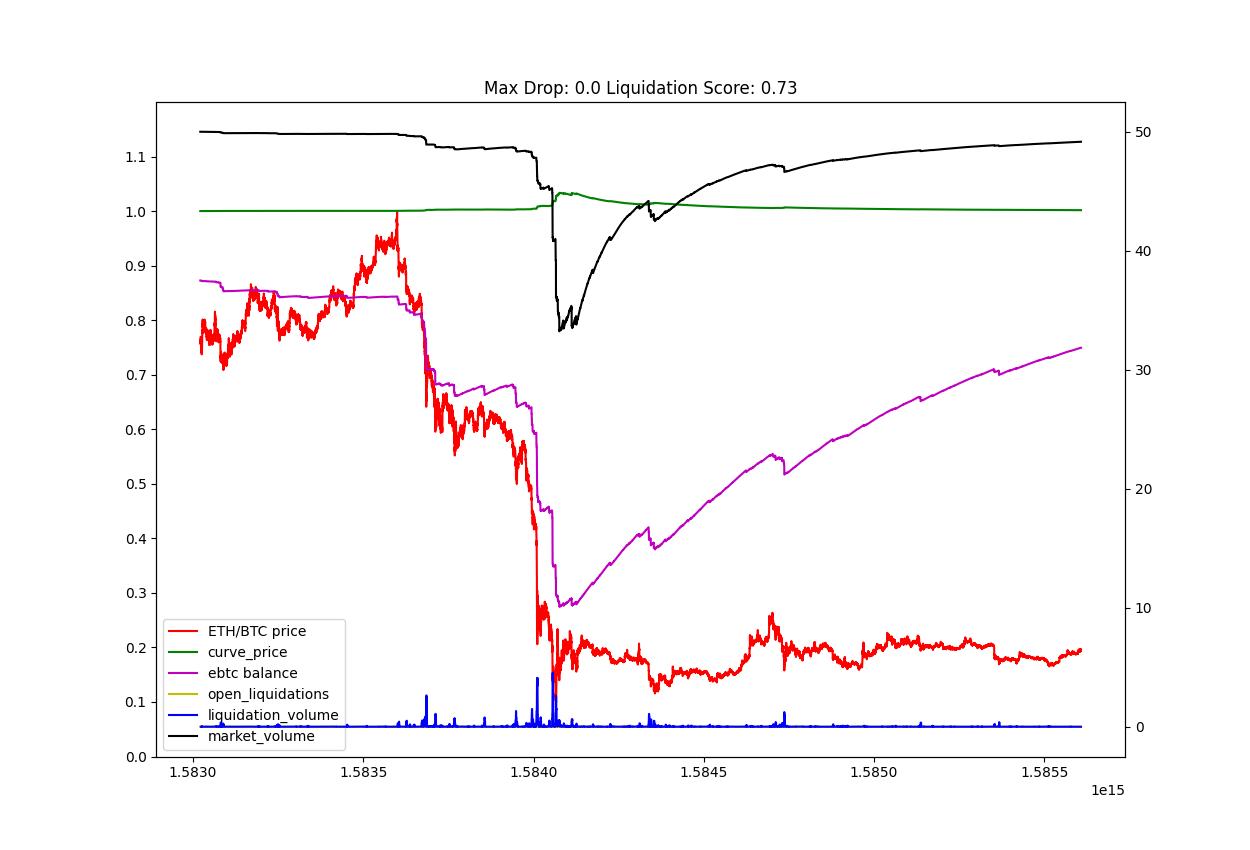 Max Drop: 0.0 Liquidation Score: 0.73
1.1
1.0
0.9
0.8
0.7
0.6
0.5
0.4
0.3
0.2
0.1
0.0
50
40
30
20
10
0
ETH/BTC price
curve_price
ebtc balance
open_liquidations
liquidation_volume
market_volume
1.5830 1.5835 1.5840 1.5845 1.5850 1.5855
1e15